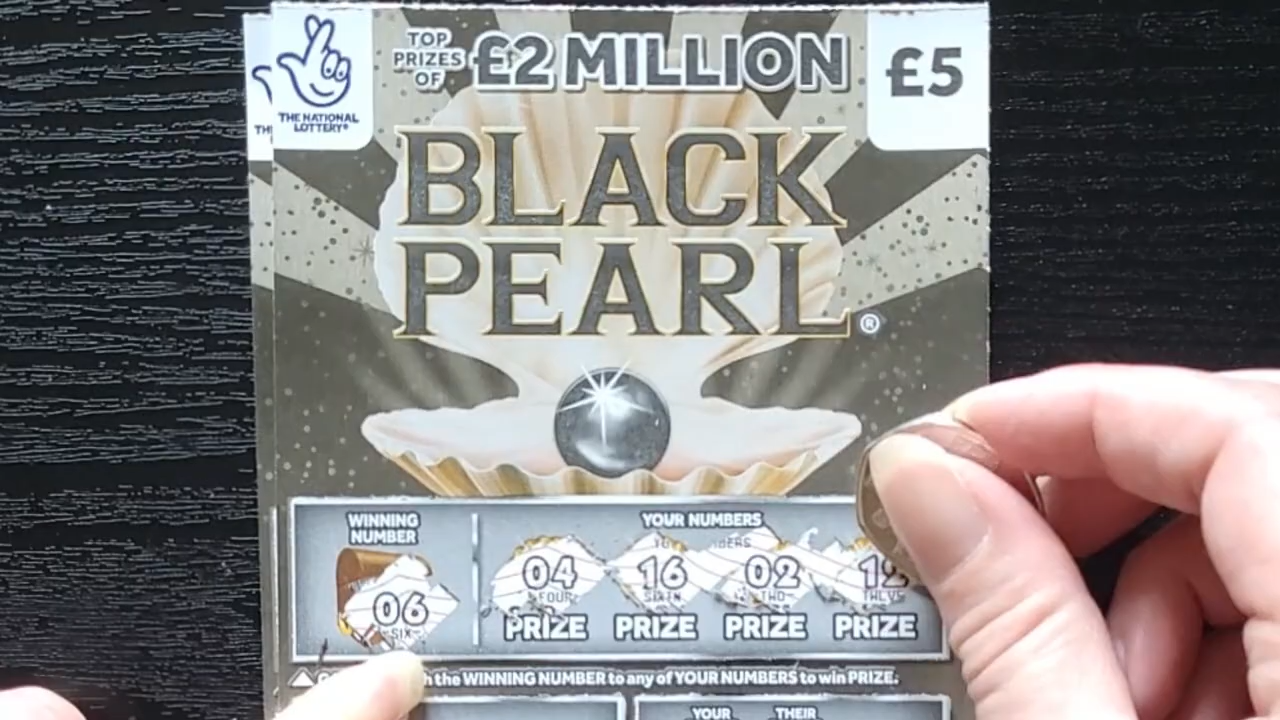 TOP PRIZES OF £2 MILLION
£5
THE NATIONAL LOTTERY®
BLACK
PEARL®
WINNING NUMBER
YOUR NUMBERS
06
SIX
04 16 02 12
FOUR SIXTN TWO TWLVE
PRIZE PRIZE PRIZE PRIZE
the WINNING NUMBER to any of YOUR NUMBERS to win PRIZE.
YOUR THEIR